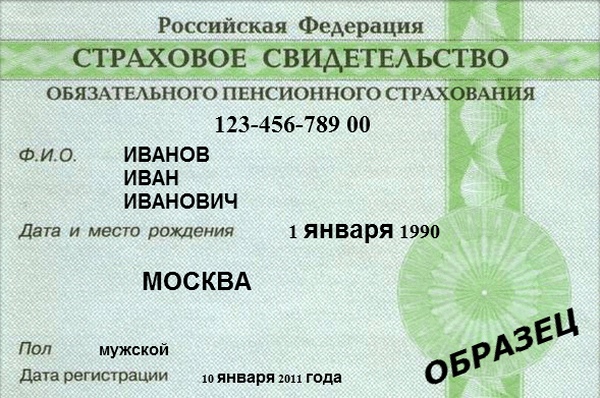 Российская Федерация
СТРАХОВОЕ СВИДЕТЕЛЬСТВО
ОБЯЗАТЕЛЬНОГО ПЕНСИОННОГО СТРАХОВАНИЯ
123-456-789 00
Ф.И.О. ИВАНОВ
ИВАН
ИВАНОВИЧ
Дата и место рождения 1 января 1990
МОСКВА
Пол мужской
Дата регистрации 10 января 2011 года
ОБРАЗЕЦ